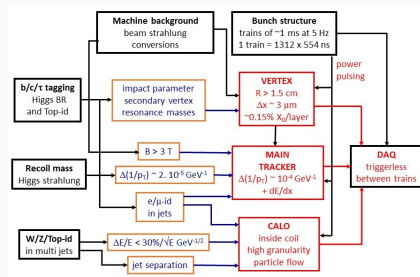 Machine background
beam strahlung
conversions
Bunch structure
trains of ~1 ms at 5 Hz
1 train = 1312 x 554 ns
power
pulsing
b/c/τ tagging
Higgs BR
and Top-id
impact parameter
secondary vertex
resonance masses
VERTEX
R > 1.5 cm
Δx ~ 3 μm
~0.15% X₀/layer
B > 3 T
MAIN
TRACKER
Δ(1/pT) ~ 10⁻⁴ GeV⁻¹
+ dE/dx
DAQ
triggerless
between trains
Recoil mass
Higgs strahlung
Δ(1/pT) ~ 2. 10⁻⁵ GeV⁻¹
e/μ-id
in jets
CALO
inside coil
high granularity
particle flow
W/Z/Top-id
in multi jets
ΔE/E < 30%/√E GeV⁻¹/²
jet separation